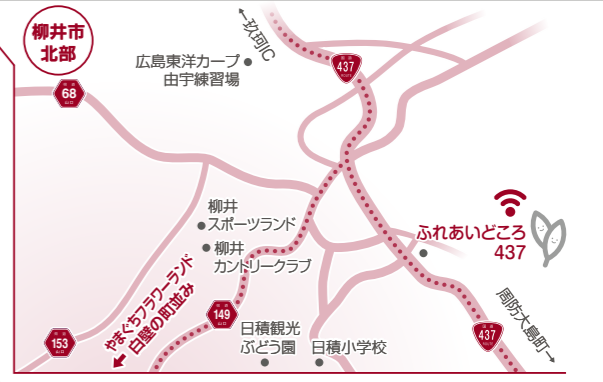 柳井市
北部
玖珂IC
広島東洋カープ
由宇練習場
437
68
柳井
スポーツランド
柳井
カントリークラブ
ふれあいどころ
437
やまぐちフラワーランド
白壁の町並み
149
153
日積観光
ぶどう園
日積小学校
周防大島町
437